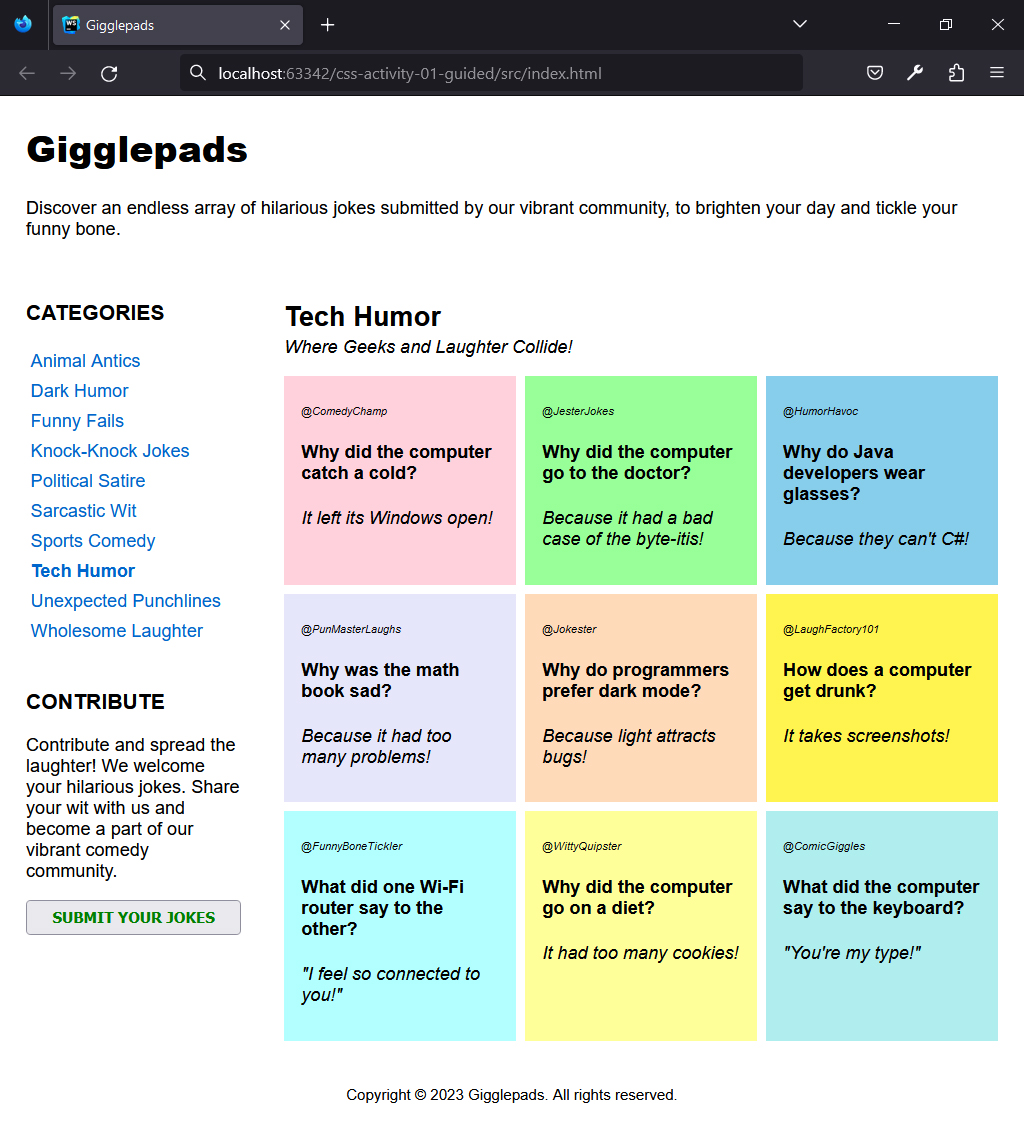 Gigglepads
localhost:63342/css-activity-01-guided/src/index.html
Gigglepads
Discover an endless array of hilarious jokes submitted by our vibrant community, to brighten your day and tickle your
funny bone.
CATEGORIES
Animal Antics
Dark Humor
Funny Fails
Knock-Knock Jokes
Political Satire
Sarcastic Wit
Sports Comedy
Tech Humor
Unexpected Punchlines
Wholesome Laughter
CONTRIBUTE
Contribute and spread the
laughter! We welcome
your hilarious jokes. Share
your wit with us and
become a part of our
vibrant comedy
community.
SUBMIT YOUR JOKES
Tech Humor
Where Geeks and Laughter Collide!
@ComedyChamp
Why did the computer
catch a cold?
It left its Windows open!
@JesterJokes
Why did the computer
go to the doctor?
Because it had a bad
case of the byte-itis!
@HumorHavoc
Why do Java
developers wear
glasses?
Because they can't C#!
@PunMasterLaughs
Why was the math
book sad?
Because it had too
many problems!
@Jokester
Why do programmers
prefer dark mode?
Because light attracts
bugs!
@LaughFactory101
How does a computer
get drunk?
It takes screenshots!
@FunnyBoneTickler
What did one Wi-Fi
router say to the
other?
"I feel so connected to
you!"
@WittyQuipster
Why did the computer
go on a diet?
It had too many cookies!
@ComicGiggles
What did the computer
say to the keyboard?
"You're my type!"
Copyright © 2023 Gigglepads. All rights reserved.